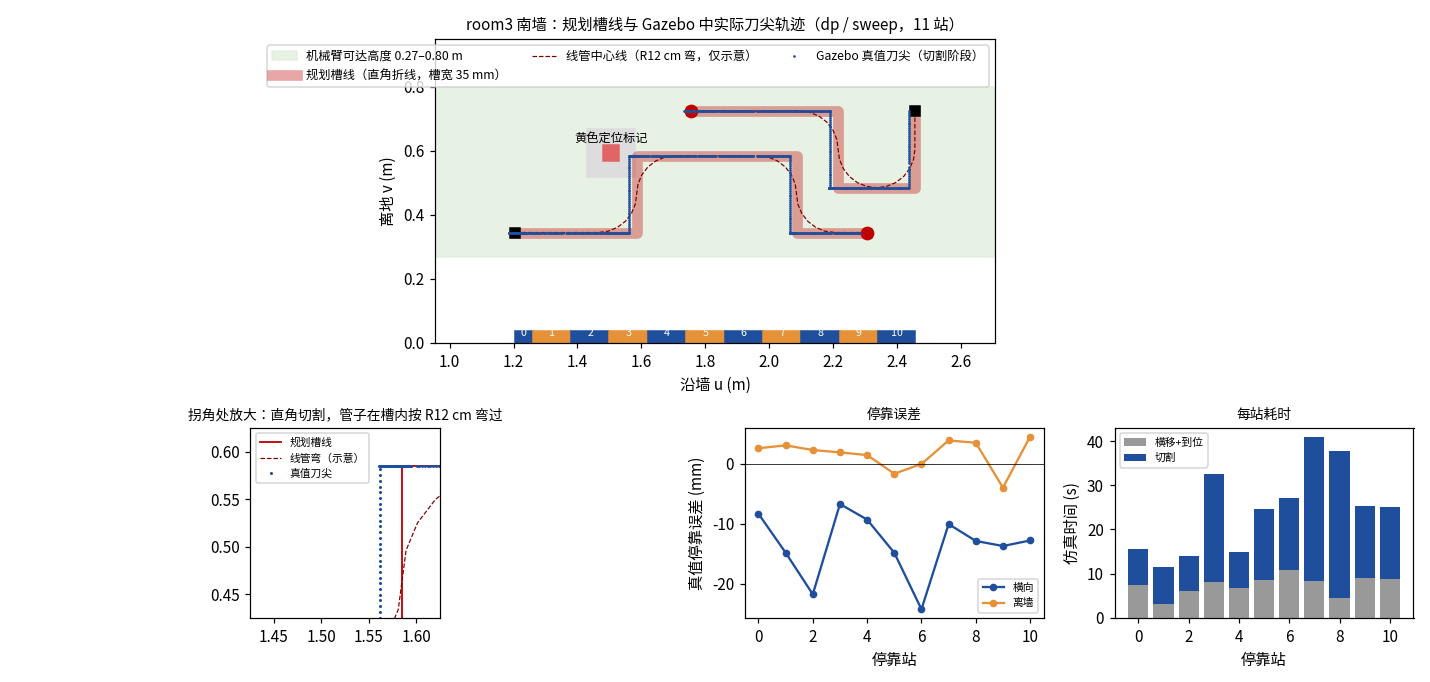 room3 南墙：规划槽线与 Gazebo 中实际刀尖轨迹（dp / sweep，11 站）
机械臂可达高度 0.27–0.80 m
线管中心线（R12 cm 弯，仅示意）
Gazebo 真值刀尖（切割阶段）
规划槽线（直角折线，槽宽 35 mm）
0.8
0.6
0.4
0.2
0.0
离地 v (m)
黄色定位标记
0 1 2 3 4 5 6 7 8 9 10
1.0 1.2 1.4 1.6 1.8 2.0 2.2 2.4 2.6
沿墙 u (m)
拐角处放大：直角切割，管子在槽内按 R12 cm 弯过
规划槽线
线管弯（示意）
真值刀尖
0.60
0.55
0.50
0.45
1.45 1.50 1.55 1.60
停靠误差
真值停靠误差 (mm)
0
-10
-20
横向
离墙
0 2 4 6 8 10
停靠站
每站耗时
横移+到位
切割
仿真时间 (s)
40
30
20
10
0
0 2 4 6 8 10
停靠站